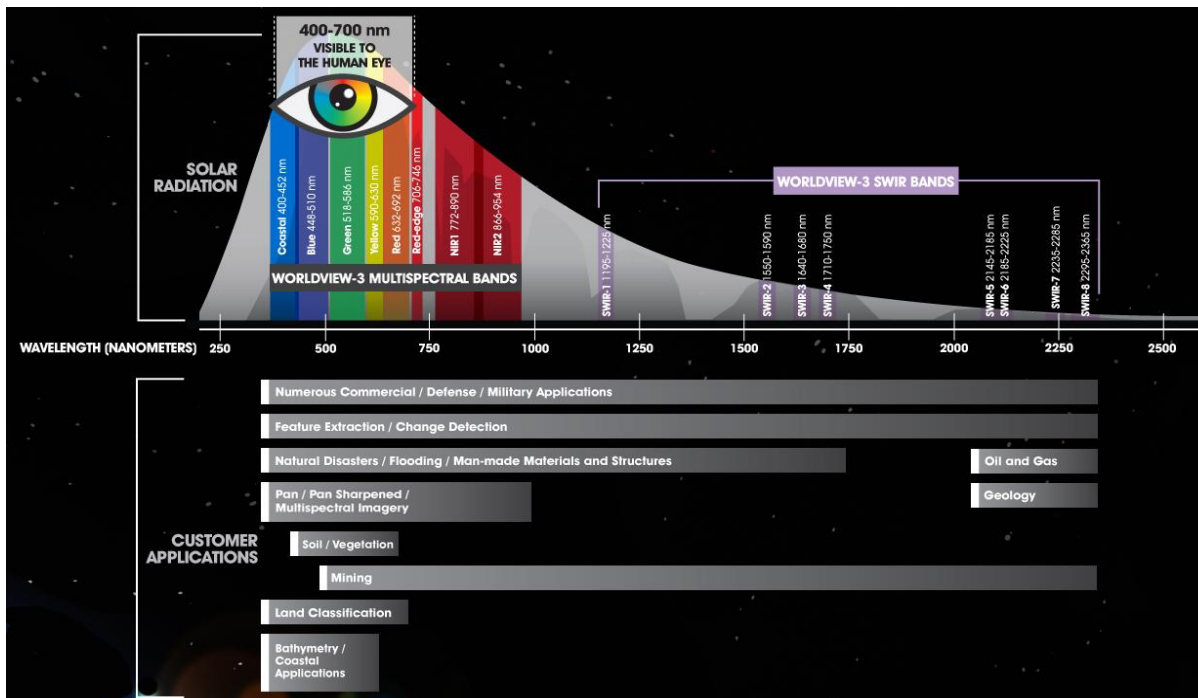 400-700 nm
VISIBLE TO
THE HUMAN EYE
SOLAR
RADIATION
Coastal 400-452 nm
Blue 448-510 nm
Green 518-586 nm
Yellow 590-630 nm
Red 632-692 nm
Red-edge 706-746 nm
NIR1 772-890 nm
NIR2 866-954 nm
WORLDVIEW-3 MULTISPECTRAL BANDS
WORLDVIEW-3 SWIR BANDS
SWIR-1 1195-1225 nm
SWIR-2 1550-1590 nm
SWIR-3 1640-1680 nm
SWIR-4 1710-1750 nm
SWIR-5 2145-2185 nm
SWIR-6 2185-2225 nm
SWIR-7 2235-2285 nm
SWIR-8 2295-2365 nm
WAVELENGTH (NANOMETERS) 250 500 750 1000 1250 1500 1750 2000 2250 2500
CUSTOMER
APPLICATIONS
Numerous Commercial / Defense / Military Applications
Feature Extraction / Change Detection
Natural Disasters / Flooding / Man-made Materials and Structures
Oil and Gas
Pan / Pan Sharpened /
Multispectral Imagery
Geology
Soil / Vegetation
Mining
Land Classification
Bathymetry /
Coastal
Applications